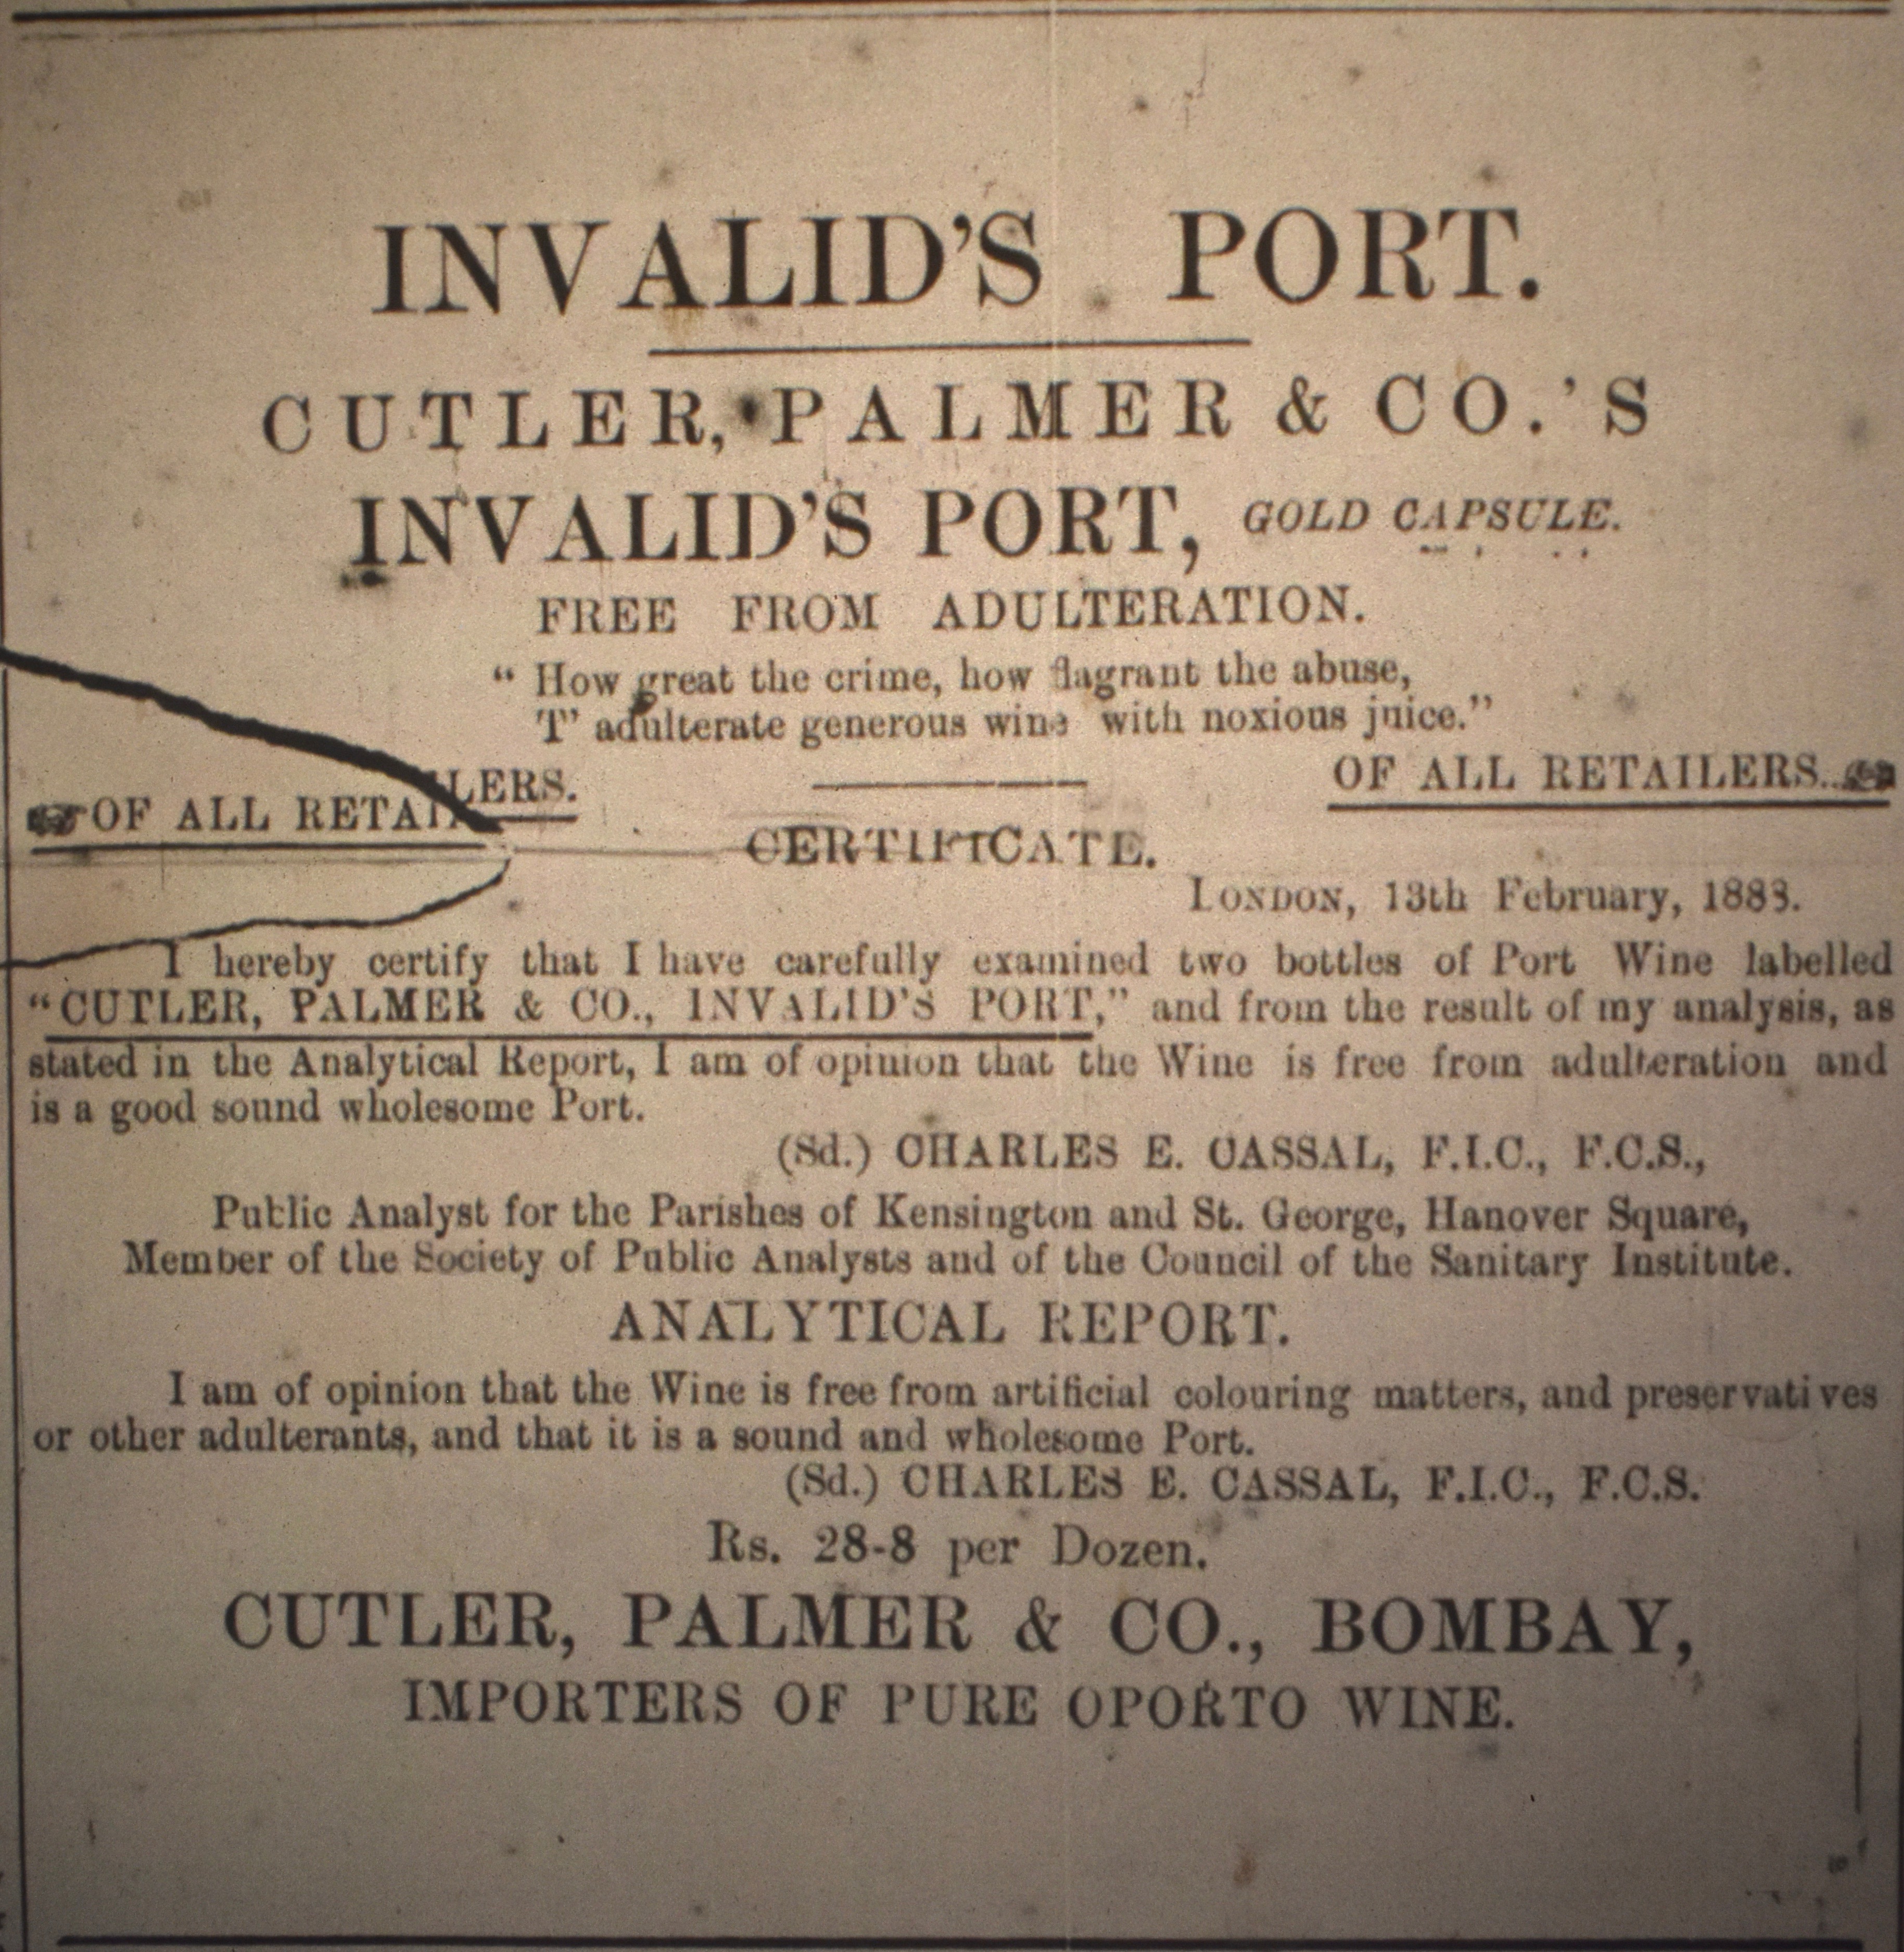 INVALID'S PORT.
CUTLER, PALMER & CO.'S
INVALID'S PORT, GOLD CAPSULE.
FREE FROM ADULTERATION.
“ How great the crime, how flagrant the abuse,
T’ adulterate generous wine with noxious juice.”
OF ALL RETAILERS. OF ALL RETAILERS.
CERTIFICATE.
LONDON, 13th February, 1888.
I hereby certify that I have carefully examined two bottles of Port Wine labelled
“CUTLER, PALMER & CO., INVALID'S PORT,” and from the result of my analysis, as
stated in the Analytical Report, I am of opinion that the Wine is free from adulteration and
is a good sound wholesome Port.
(Sd.) CHARLES E. CASSAL, F.I.C., F.C.S.,
Public Analyst for the Parishes of Kensington and St. George, Hanover Square,
Member of the Society of Public Analysts and of the Council of the Sanitary Institute.
ANALYTICAL REPORT.
I am of opinion that the Wine is free from artificial colouring matters, and preservatives
or other adulterants, and that it is a sound and wholesome Port.
(Sd.) CHARLES E. CASSAL, F.I.C., F.C.S.
Rs. 28-8 per Dozen.
CUTLER, PALMER & CO., BOMBAY,
IMPORTERS OF PURE OPORTO WINE.